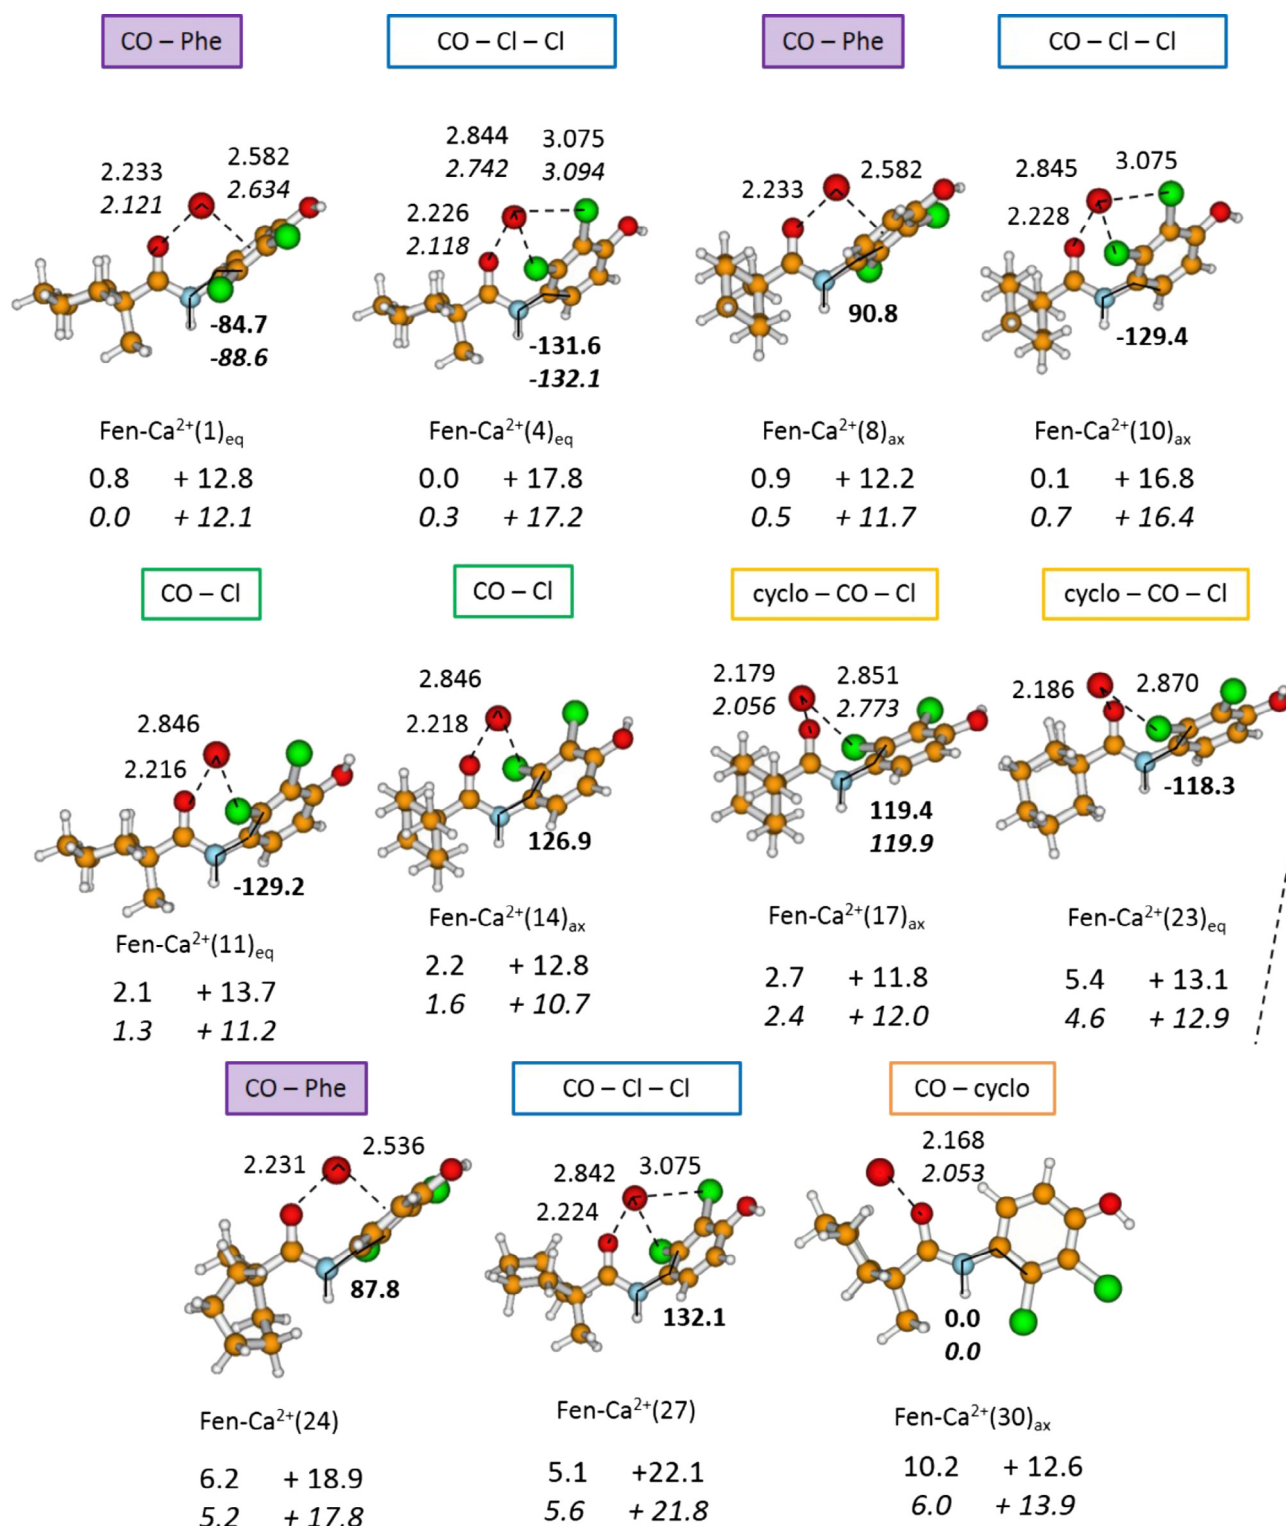 CO – Phe
CO – Cl – Cl
CO – Phe
CO – Cl – Cl
2.233
2.121
2.582
2.634
-84.7
-88.6
2.844
2.742
3.075
3.094
2.226
2.118
-131.6
-132.1
2.233
2.582
90.8
2.845
3.075
2.228
-129.4
Fen-Ca²⁺(1)eq
0.8 + 12.8
0.0 + 12.1
Fen-Ca²⁺(4)eq
0.0 + 17.8
0.3 + 17.2
Fen-Ca²⁺(8)ax
0.9 + 12.2
0.5 + 11.7
Fen-Ca²⁺(10)ax
0.1 + 16.8
0.7 + 16.4
CO – Cl
CO – Cl
cyclo – CO – Cl
cyclo – CO – Cl
2.846
2.216
-129.2
2.846
2.218
126.9
2.179
2.056
2.851
2.773
119.4
119.9
2.186
2.870
-118.3
Fen-Ca²⁺(11)eq
2.1 + 13.7
1.3 + 11.2
Fen-Ca²⁺(14)ax
2.2 + 12.8
1.6 + 10.7
Fen-Ca²⁺(17)ax
2.7 + 11.8
2.4 + 12.0
Fen-Ca²⁺(23)eq
5.4 + 13.1
4.6 + 12.9
CO – Phe
CO – Cl – Cl
CO – cyclo
2.231
2.536
87.8
2.842
3.075
2.224
132.1
2.168
2.053
0.0
0.0
Fen-Ca²⁺(24)
6.2 + 18.9
5.2 + 17.8
Fen-Ca²⁺(27)
5.1 +22.1
5.6 + 21.8
Fen-Ca²⁺(30)ax
10.2 + 12.6
6.0 + 13.9